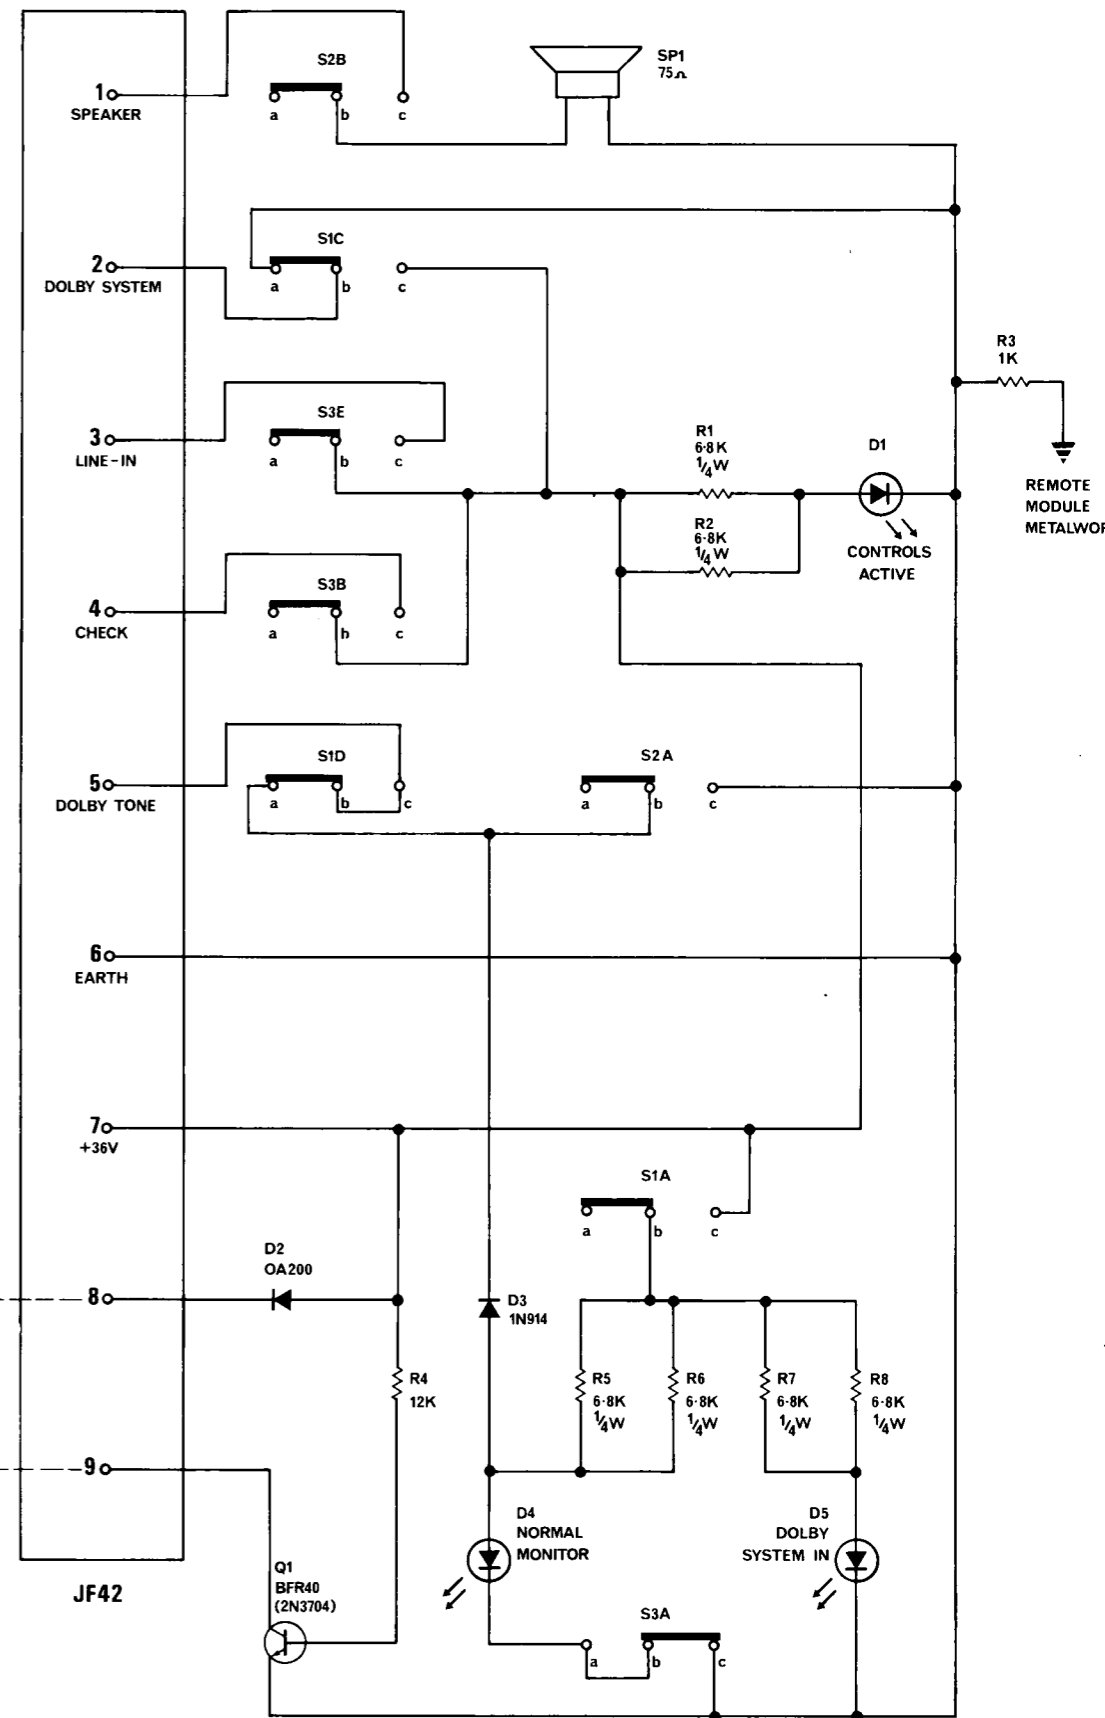 S2B
SP1
75Ω
1
SPEAKER
a
b
c
S1C
2
DOLBY SYSTEM
a
b
c
R3
1K
S3E
3
LINE-IN
a
b
c
R1
6·8K
1/4W
D1
REMOTE
MODULE
R2
6·8K
1/4W
CONTROLS
ACTIVE
S3B
4
CHECK
a
b
c
S1D
S2A
5
DOLBY TONE
a
b
c
a
b
c
6
EARTH
7
+36V
S1A
a
b
c
D2
OA200
8
D3
1N914
R4
12K
R5
6·8K
1/4W
R6
6·8K
1/4W
R7
6·8K
1/4W
R8
6·8K
1/4W
9
D4
NORMAL
MONITOR
D5
DOLBY
SYSTEM IN
JF42
Q1
BFR40
(2N3704)
S3A
a
b
c